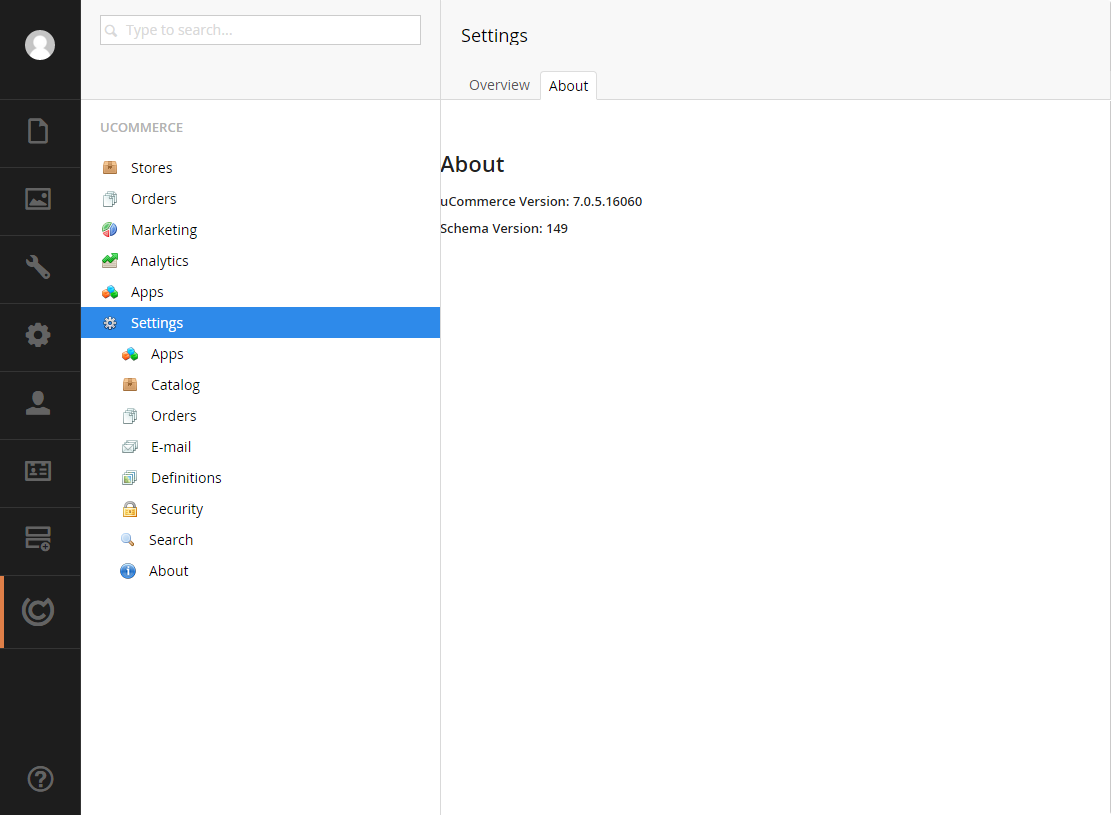 Type to search...
Settings
Overview
About
UCOMMERCE
Stores
Orders
Marketing
Analytics
Apps
Settings
Apps
Catalog
Orders
E-mail
Definitions
Security
Search
About
About
uCommerce Version: 7.0.5.16060
Schema Version: 149